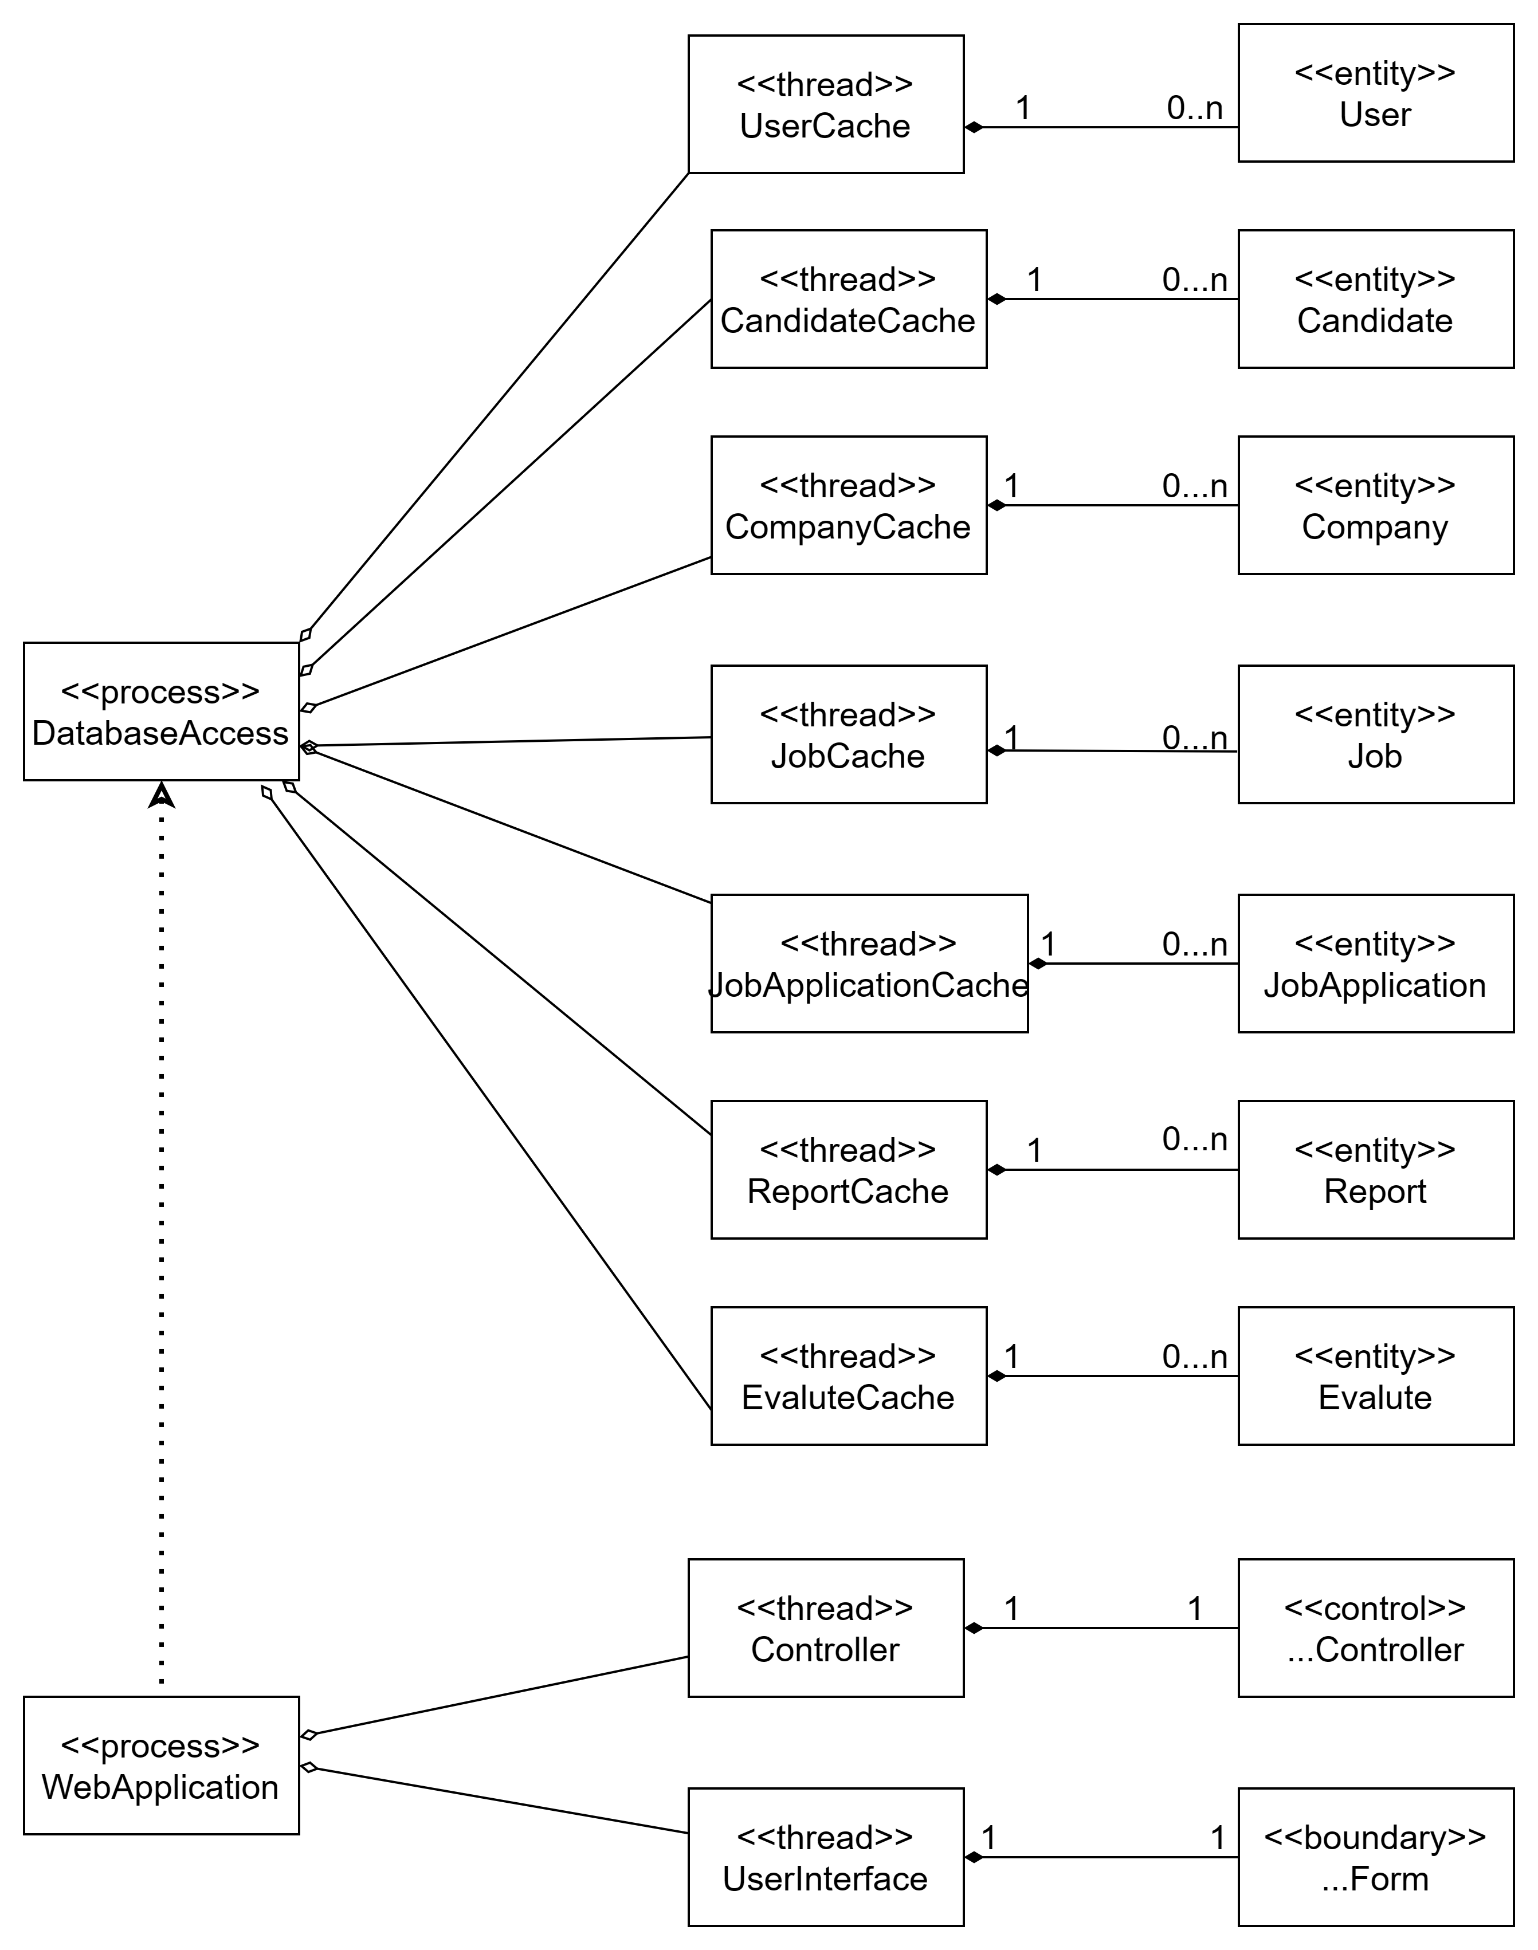 <<thread>>
UserCache
1
0..n
<<entity>>
User
<<thread>>
CandidateCache
1
0...n
<<entity>>
Candidate
<<thread>>
CompanyCache
1
0...n
<<entity>>
Company
<<process>>
DatabaseAccess
<<thread>>
JobCache
1
0...n
<<entity>>
Job
<<thread>>
JobApplicationCache
1
0...n
<<entity>>
JobApplication
<<thread>>
ReportCache
1
0...n
<<entity>>
Report
<<thread>>
EvaluteCache
1
0...n
<<entity>>
Evalute
<<thread>>
Controller
1
1
<<control>>
...Controller
<<process>>
WebApplication
<<thread>>
UserInterface
1
1
<<boundary>>
...Form